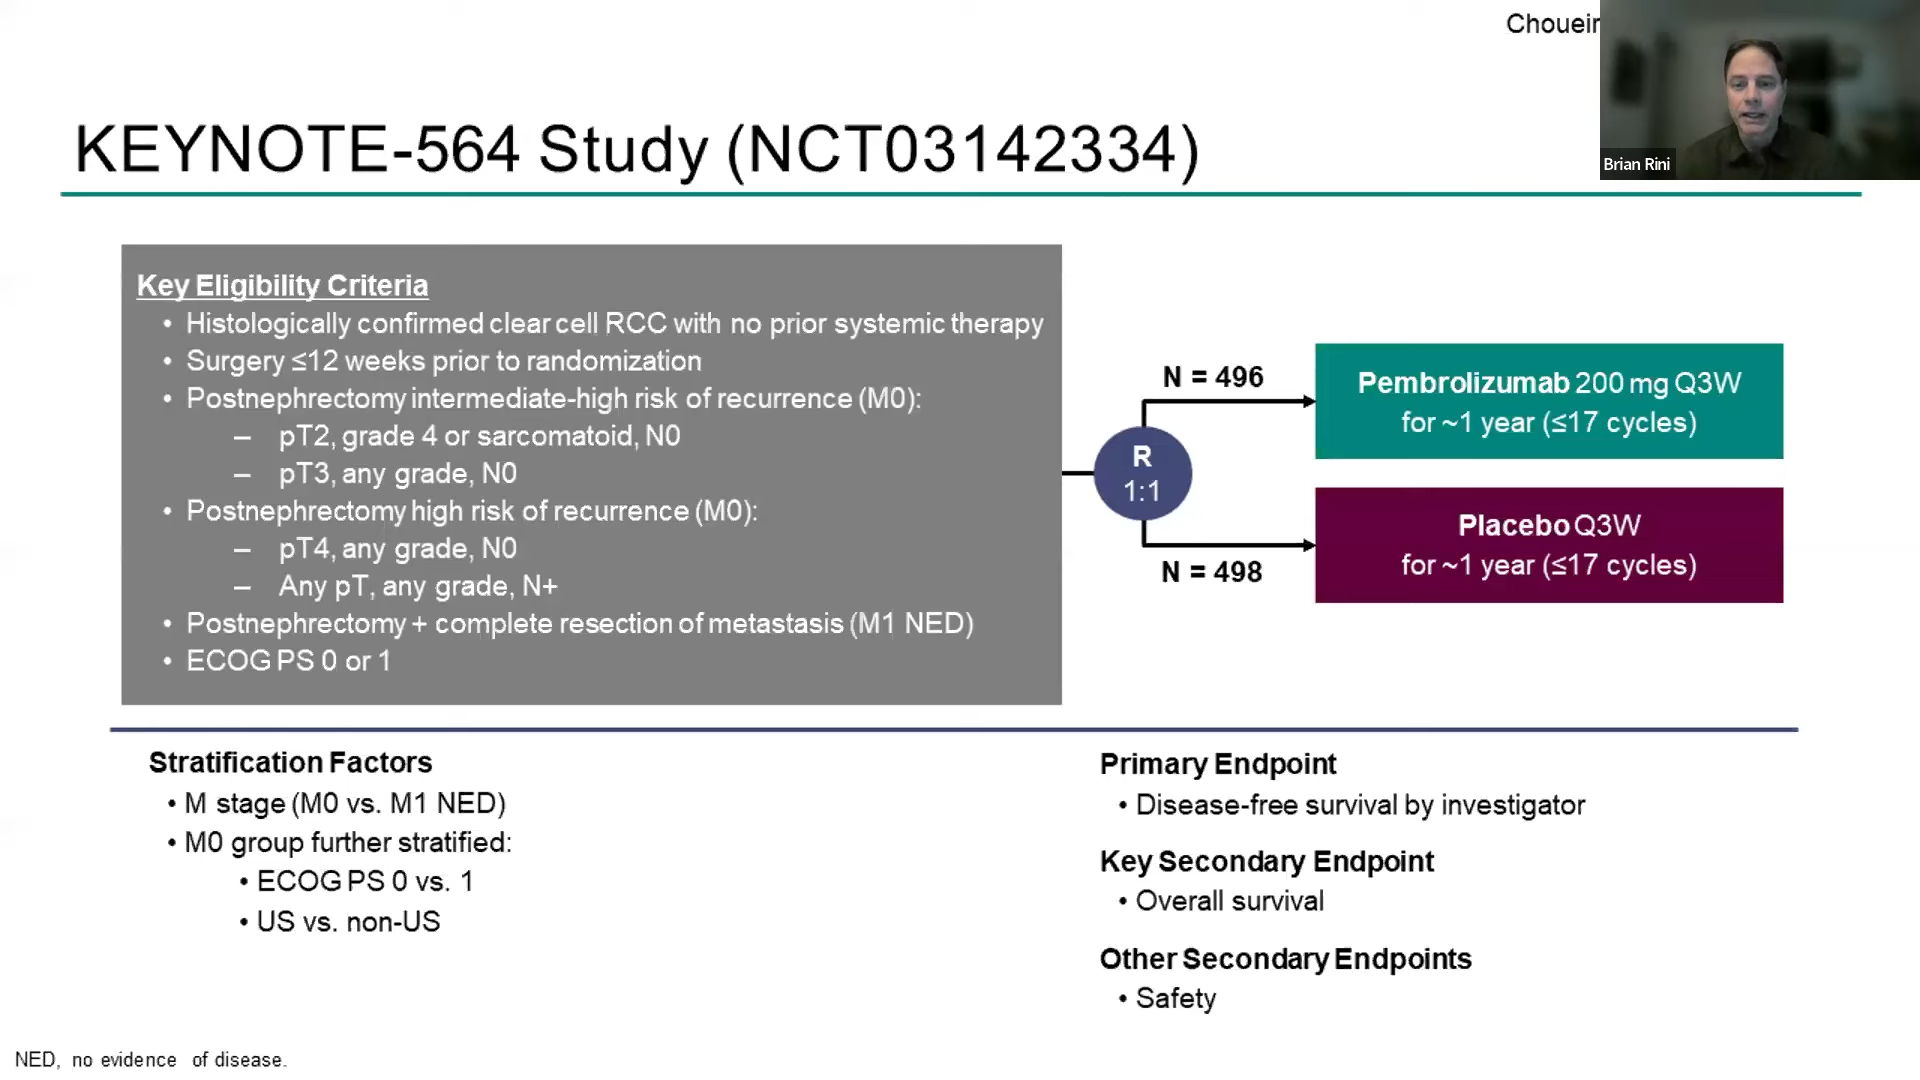 KEYNOTE-564 Study (NCT03142334)
Brian Rini
Key Eligibility Criteria
• Histologically confirmed clear cell RCC with no prior systemic therapy
• Surgery ≤12 weeks prior to randomization
• Postnephrectomy intermediate-high risk of recurrence (M0):
– pT2, grade 4 or sarcomatoid, N0
– pT3, any grade, N0
• Postnephrectomy high risk of recurrence (M0):
– pT4, any grade, N0
– Any pT, any grade, N+
• Postnephrectomy + complete resection of metastasis (M1 NED)
• ECOG PS 0 or 1
R
1:1
N = 496
Pembrolizumab 200 mg Q3W
for ~1 year (≤17 cycles)
Placebo Q3W
for ~1 year (≤17 cycles)
N = 498
Stratification Factors
• M stage (M0 vs. M1 NED)
• M0 group further stratified:
• ECOG PS 0 vs. 1
• US vs. non-US
Primary Endpoint
• Disease-free survival by investigator
Key Secondary Endpoint
• Overall survival
Other Secondary Endpoints
• Safety
NED, no evidence of disease.